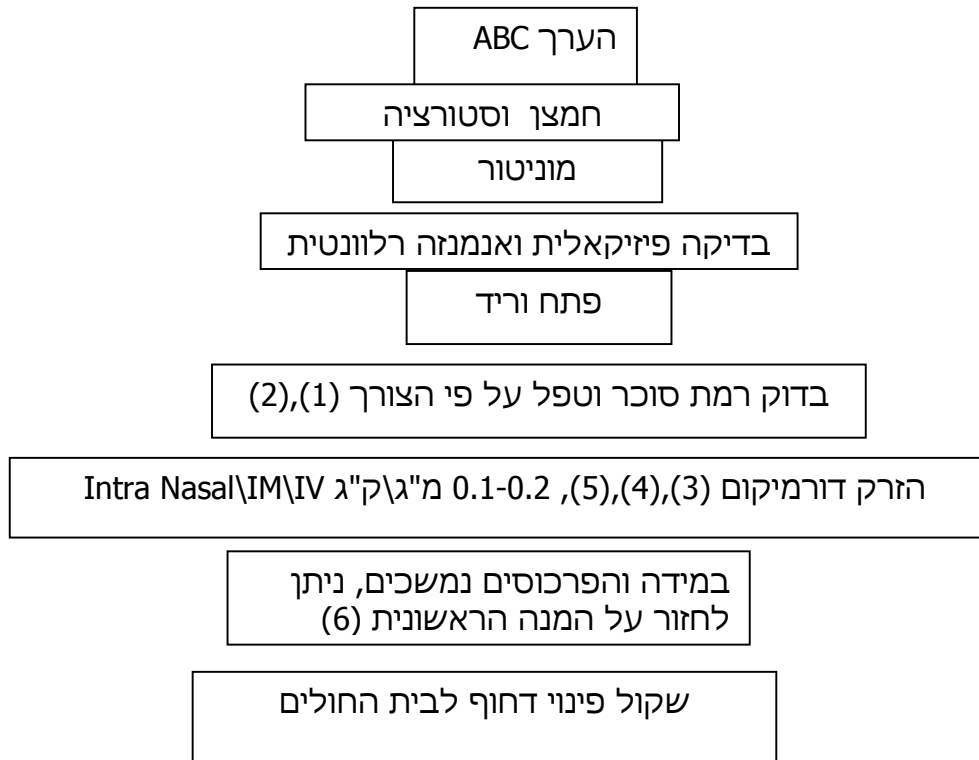 הערך ABC
חמצן וסטורציה
מוניטור
בדיקה פיזיקאלית ואנמנזה רלוונטית
פתח וריד
בדוק רמת סוכר וטפל על פי הצורך (1),(2)
הזרק דורמיקום (3),(4),(5), 0.1-0.2 מ"ג\ק"ג Intra Nasal\IM\IV
במידה והפרכוסים נמשכים, ניתן
לחזור על המנה הראשונית (6)
שקול פינוי דחוף לבית החולים